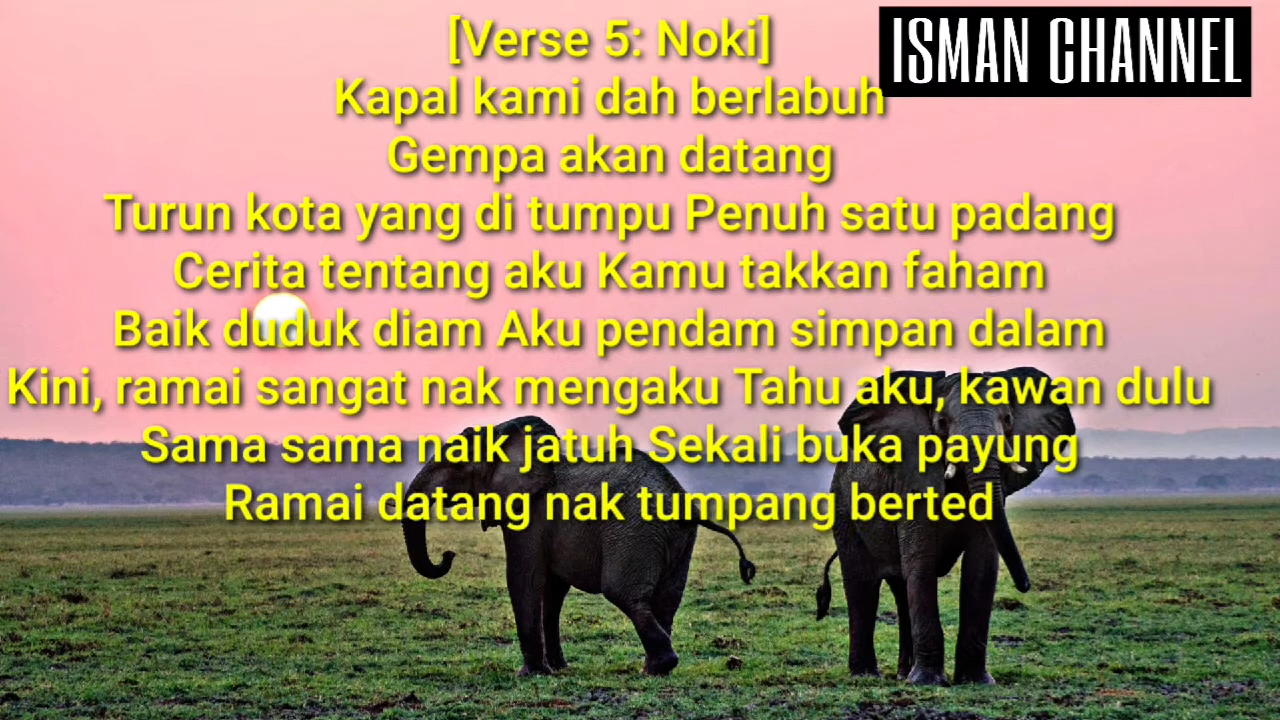 [Verse 5: Noki]
ISMAN CHANNEL
Kapal kami dah berlabuh
Gempa akan datang
Turun kota yang di tumpu Penuh satu padang
Cerita tentang aku Kamu takkan faham
Baik duduk diam Aku pendam simpan dalam
Kini, ramai sangat nak mengaku Tahu aku, kawan dulu
Sama sama naik jatuh Sekali buka payung
Ramai datang nak tumpang berted